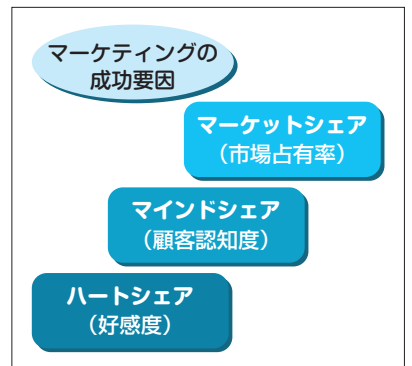 マーケティングの
成功要因
マーケットシェア
（市場占有率）
マインドシェア
（顧客認知度）
ハートシェア
（好感度）